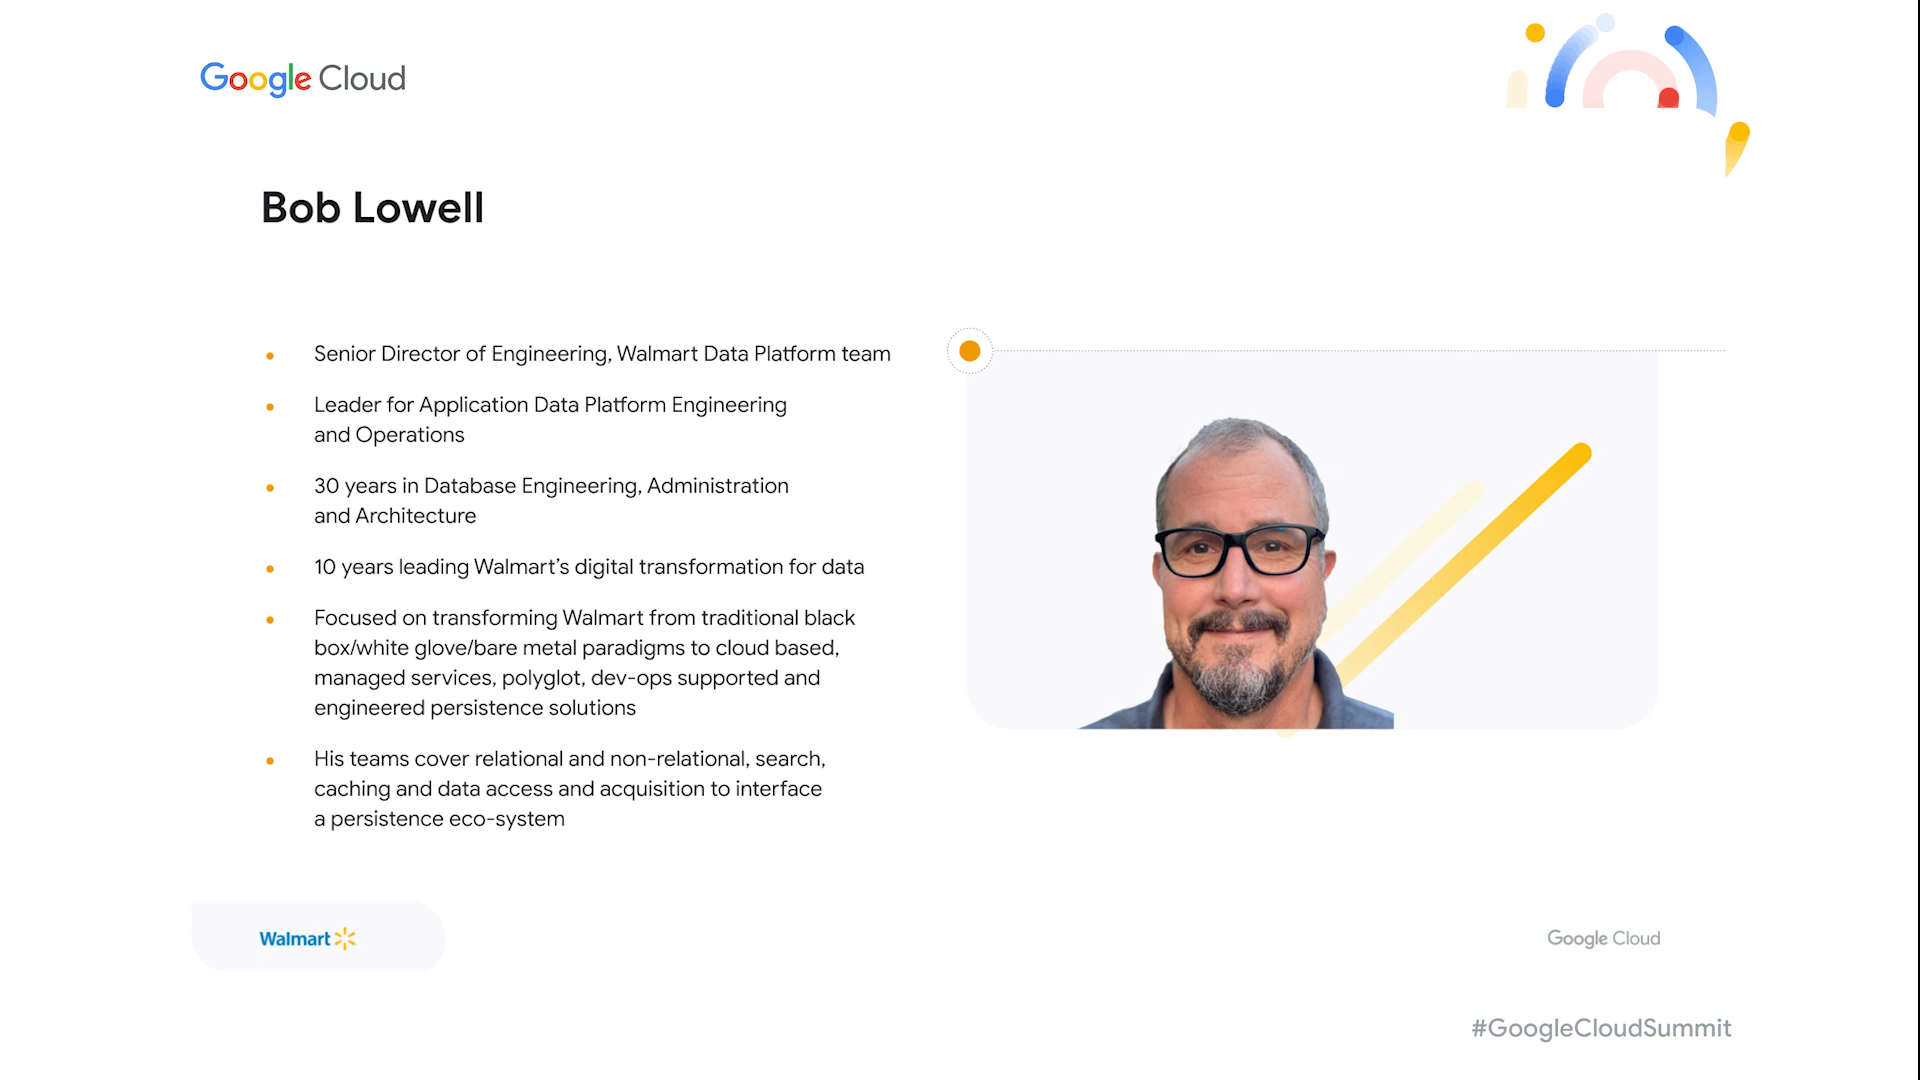 Google Cloud
Bob Lowell
Senior Director of Engineering, Walmart Data Platform team
Leader for Application Data Platform Engineering
and Operations
30 years in Database Engineering, Administration
and Architecture
10 years leading Walmart’s digital transformation for data
Focused on transforming Walmart from traditional black
box/white glove/bare metal paradigms to cloud based,
managed services, polyglot, dev-ops supported and
engineered persistence solutions
His teams cover relational and non-relational, search,
caching and data access and acquisition to interface
a persistence eco-system
Walmart
Google Cloud
#GoogleCloudSummit